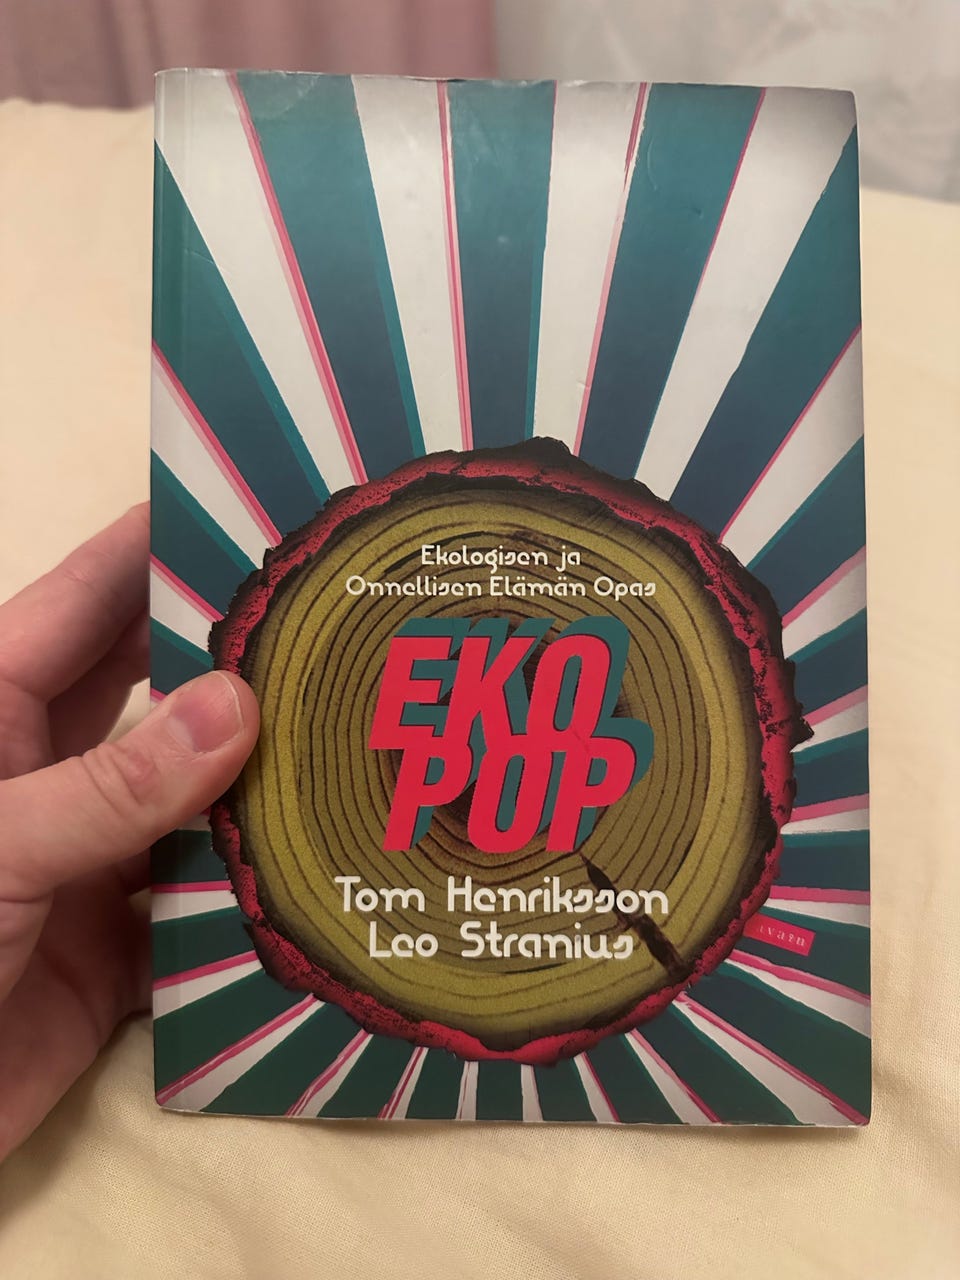 Ekologisen ja
Onnellisen Elämän Opas
EKO
POP
Tom Henriksson
Leo Stranius
avain